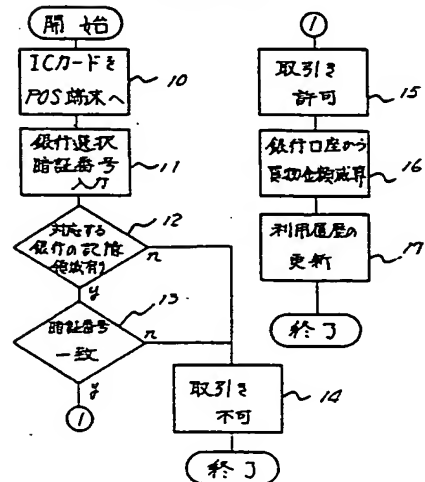 開始
ICカードを
POS端末へ
10
銀行選択
暗証番号
入力
11
対応する
銀行の記憶
領域有り
12
n
y
暗証番号
一致
13
n
y
1
取引き
不可
14
終了
1
取引き
許可
15
銀行口座から
買物金額減算
16
利用履歴の
更新
17
終了